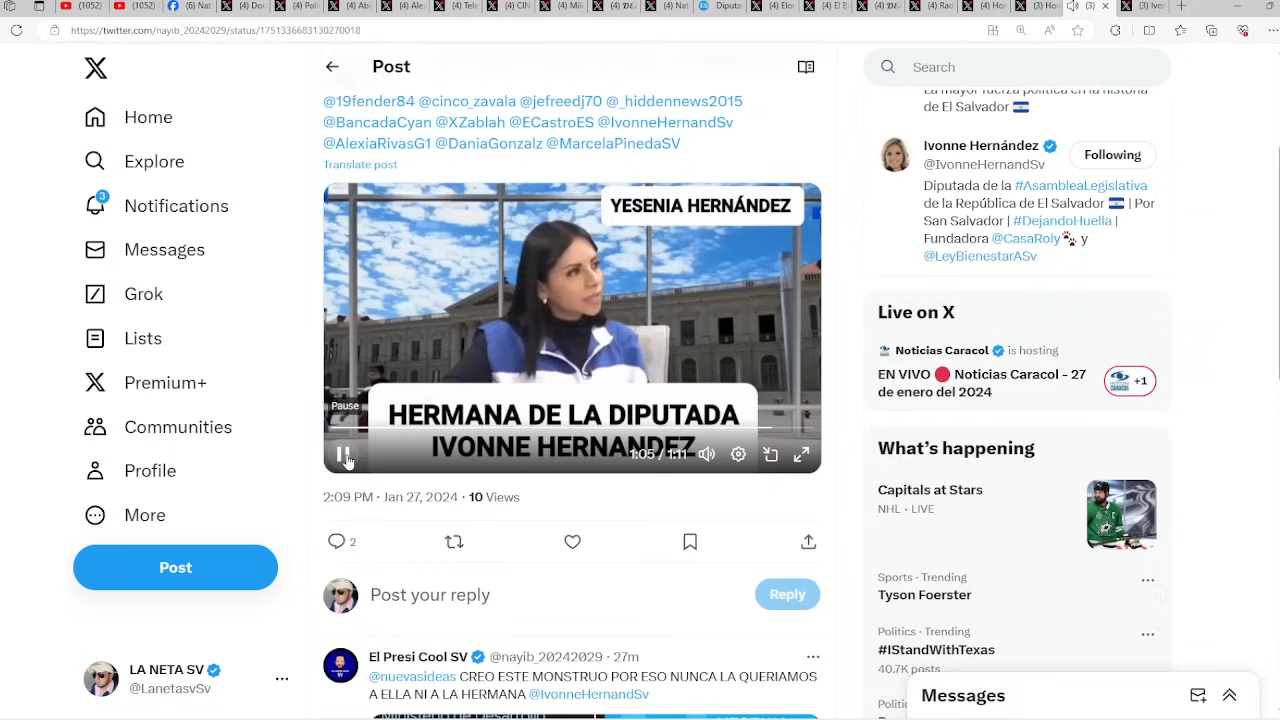 (1052)
(1052)
https://twitter.com/nayib_20242029/status/1751336683130270018
Home
Explore
3
Notifications
Messages
Grok
Lists
Premium+
Communities
Profile
More
Post
LA NETA SV
@LanetasvSv
Post
@19fender84 @cinco_zavala @jefreedj70 @_hiddennews2015
@BancadaCyan @XZablah @ECastroES @IvonneHernandSv
@AlexiaRivasG1 @DaniaGonzalz @MarcelaPinedaSV
Translate post
YESENIA HERNÁNDEZ
Pause
HERMANA DE LA DIPUTADA
IVONNE HERNANDEZ
1:05 / 1:11
2:09 PM · Jan 27, 2024 · 10 Views
2
Post your reply
Reply
El Presi Cool SV @nayib_20242029 · 27m
@nuevasideas CREO ESTE MONSTRUO POR ESO NUNCA LA QUERIAMOS
A ELLA NI A LA HERMANA @IvonneHernandSv
Ministerio de Desarrollo
Search
La mayor fuerza política en la historia
de El Salvador
Ivonne Hernández
@IvonneHernandSv
Following
Diputada de la #AsambleaLegislativa
de la República de El Salvador | Por
San Salvador | #DejandoHuella |
Fundadora @CasaRoly y
@LeyBienestarASv
Live on X
Noticias Caracol is hosting
EN VIVO Noticias Caracol - 27
de enero del 2024
+1
What's happening
Capitals at Stars
NHL · LIVE
Sports · Trending
Tyson Foerster
Politics · Trending
#IStandWithTexas
40.7K posts
Messages